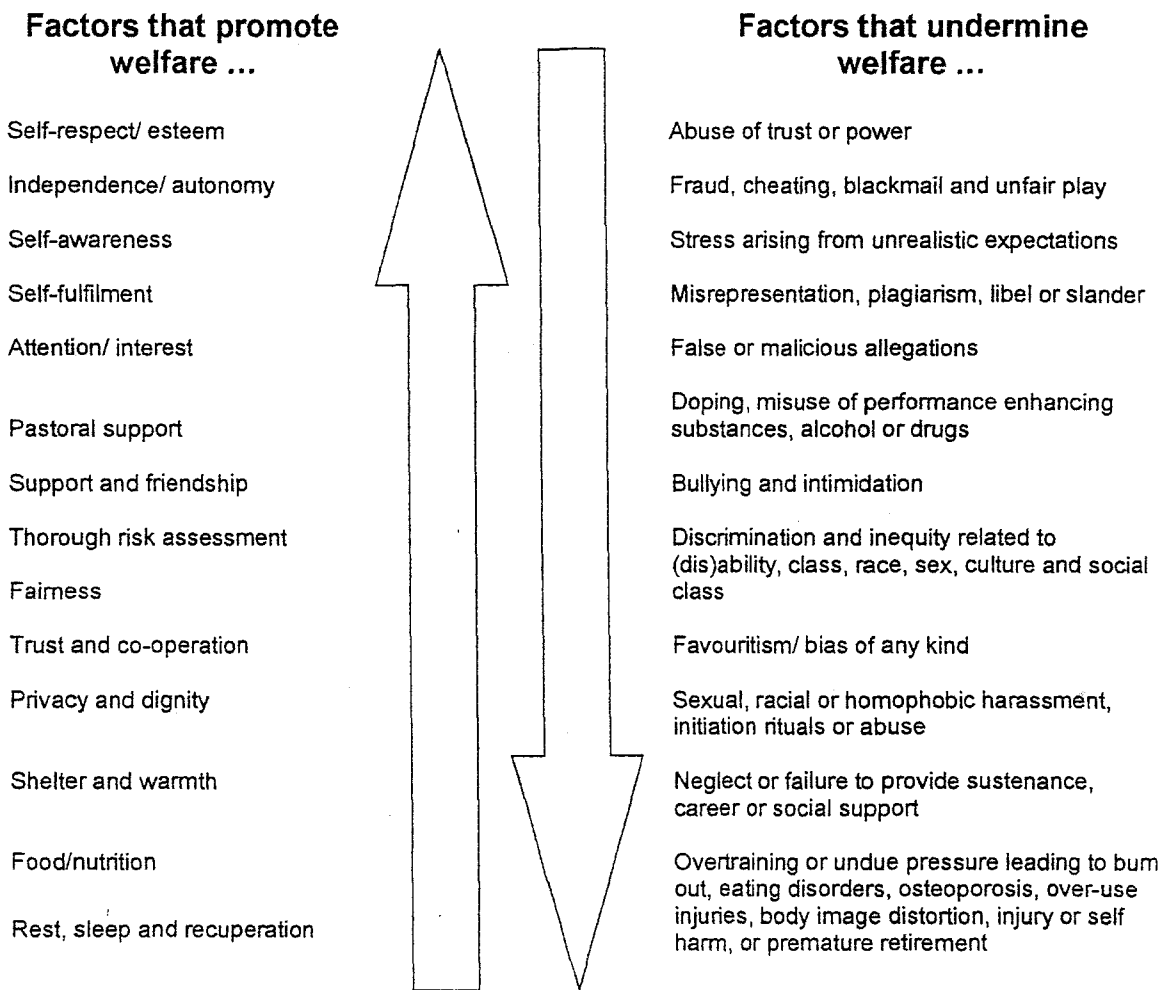 Factors that promote
welfare ...
Self-respect/ esteem
Independence/ autonomy
Self-awareness
Self-fulfilment
Attention/ interest
Pastoral support
Support and friendship
Thorough risk assessment
Fairness
Trust and co-operation
Privacy and dignity
Shelter and warmth
Food/nutrition
Rest, sleep and recuperation
Factors that undermine
welfare ...
Abuse of trust or power
Fraud, cheating, blackmail and unfair play
Stress arising from unrealistic expectations
Misrepresentation, plagiarism, libel or slander
False or malicious allegations
Doping, misuse of performance enhancing
substances, alcohol or drugs
Bullying and intimidation
Discrimination and inequity related to
(dis)ability, class, race, sex, culture and social
class
Favouritism/ bias of any kind
Sexual, racial or homophobic harassment,
initiation rituals or abuse
Neglect or failure to provide sustenance,
career or social support
Overtraining or undue pressure leading to burn
out, eating disorders, osteoporosis, over-use
injuries, body image distortion, injury or self
harm, or premature retirement